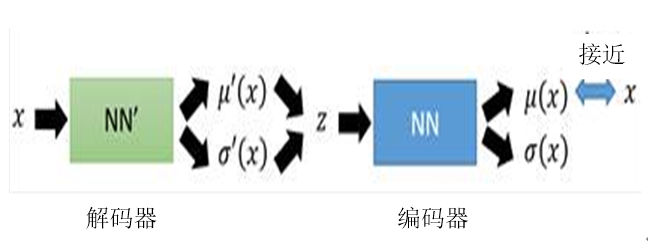 接近
x NN′ μ′(x) σ′(x) z NN μ(x) x σ(x)
解码器 编码器